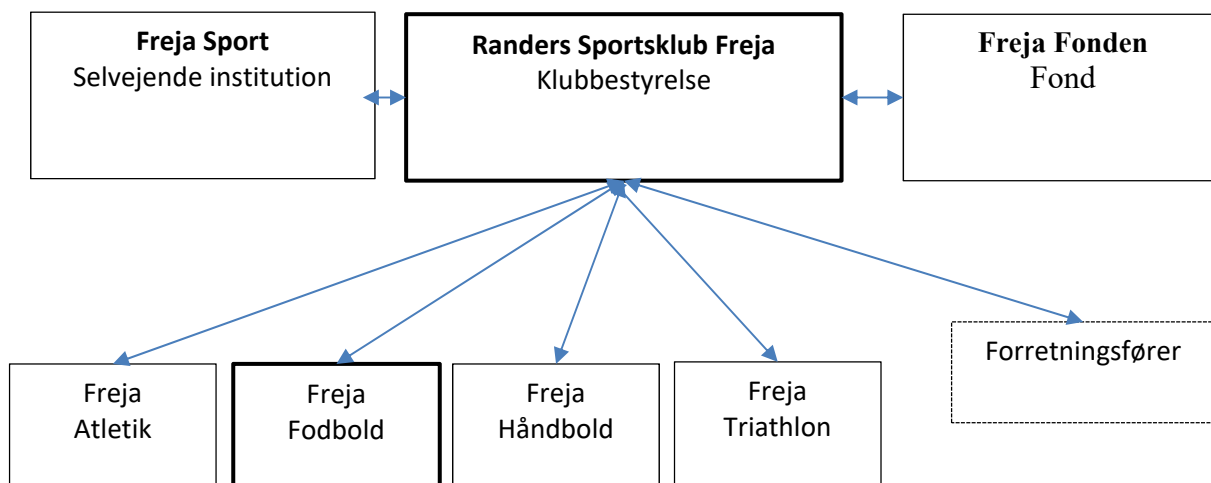 Freja Sport
Selvejende institution
Randers Sportsklub Freja
Klubbestyrelse
Freja Fonden
Fond
Freja
Atletik
Freja
Fodbold
Freja
Håndbold
Freja
Triathlon
Forretningsfører